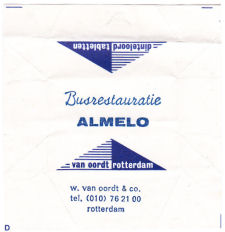 dinteloord tabletten
Busrestauratie
ALMELO
van oordt rotterdam
w. van oordt & co.
tel. (010) 76 21 00
rotterdam
D